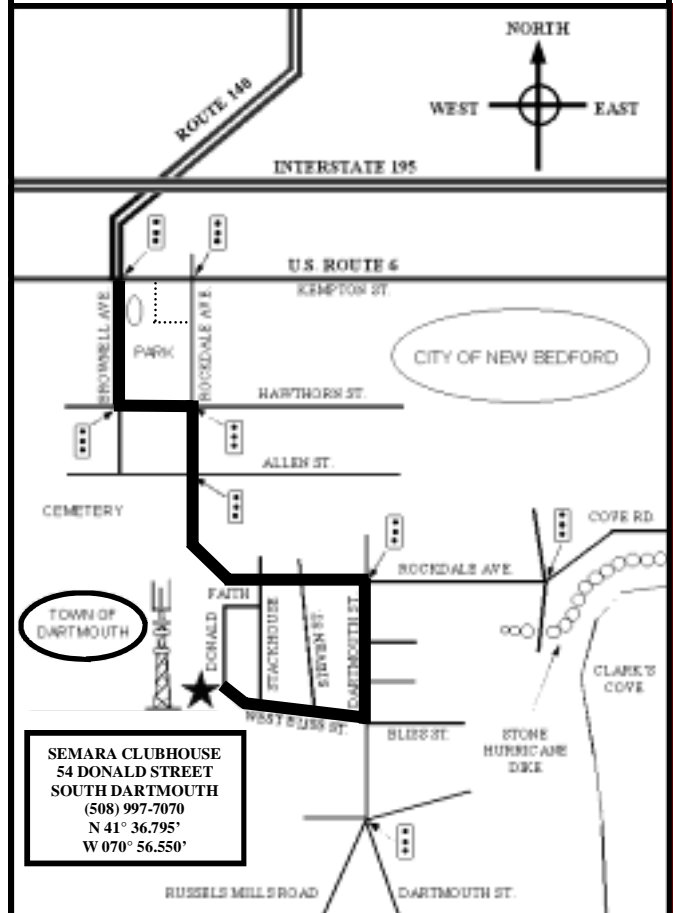 NORTH
WEST
EAST
ROUTE 140
INTERSTATE 195
U.S. ROUTE 6
KEMPTON ST.
BROWNELL AVE.
PARK
ROCKDALE AVE.
CITY OF NEW BEDFORD
HAWTHORN ST.
ALLEN ST.
CEMETERY
COVE RD.
ROCKDALE AVE.
FAITH
TOWN OF
DARTMOUTH
DONALD
STACKHOUSE
STEVEN ST.
DARTMOUTH ST.
CLARK'S
COVE
WEST BLISS ST.
BLISS ST.
STONE
HURRICANE
DIKE
SEMARA CLUBHOUSE
54 DONALD STREET
SOUTH DARTMOUTH
(508) 997-7070
N 41° 36.795’
W 070° 56.550’
RUSSELS MILLS ROAD
DARTMOUTH ST.